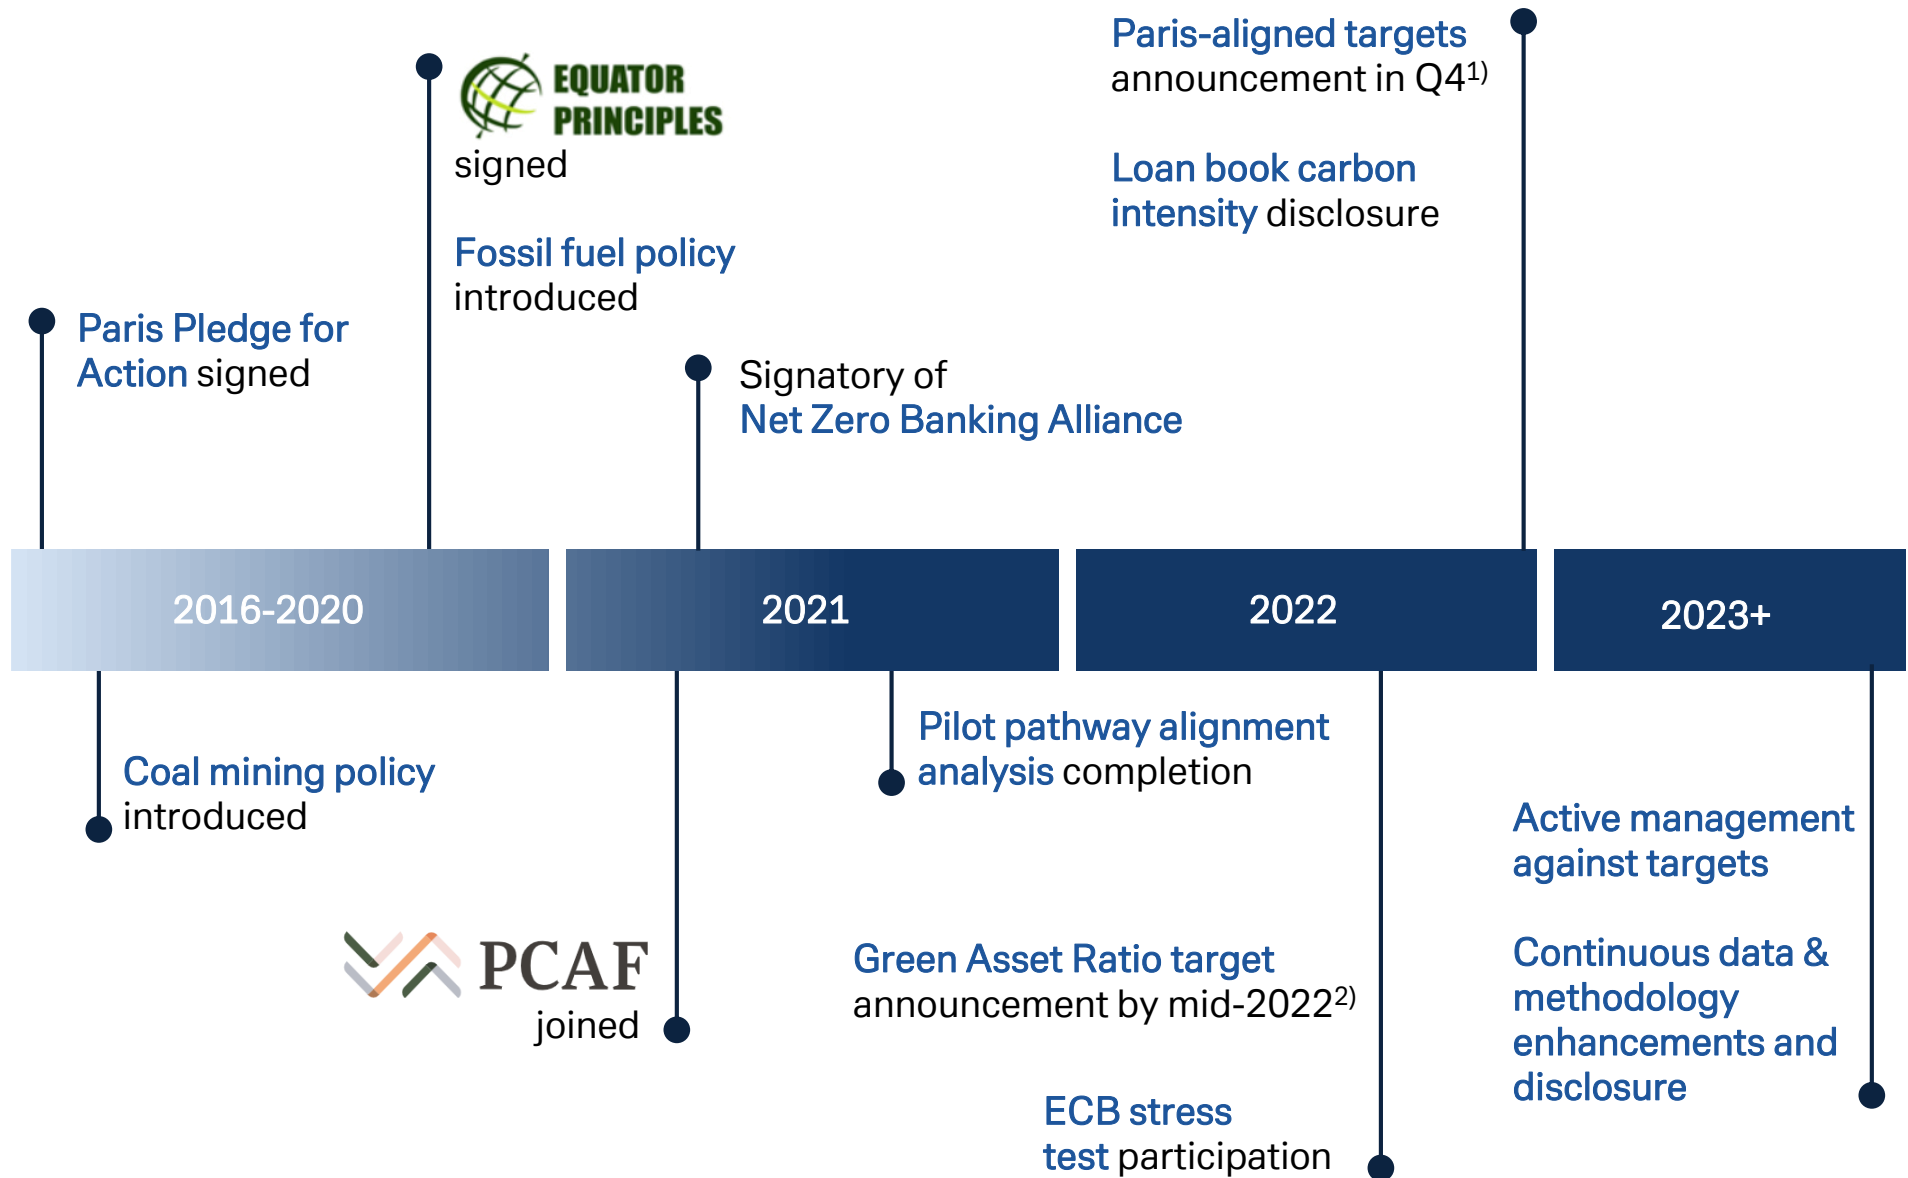 Paris Pledge for
Action signed
EQUATOR
PRINCIPLES
signed
Fossil fuel policy
introduced
Signatory of
Net Zero Banking Alliance
Paris-aligned targets
announcement in Q4¹⁾
Loan book carbon
intensity disclosure
2016-2020
2021
2022
2023+
Coal mining policy
introduced
PCAF
joined
Pilot pathway alignment
analysis completion
Green Asset Ratio target
announcement by mid-2022²⁾
ECB stress
test participation
Active management
against targets
Continuous data &
methodology
enhancements and
disclosure